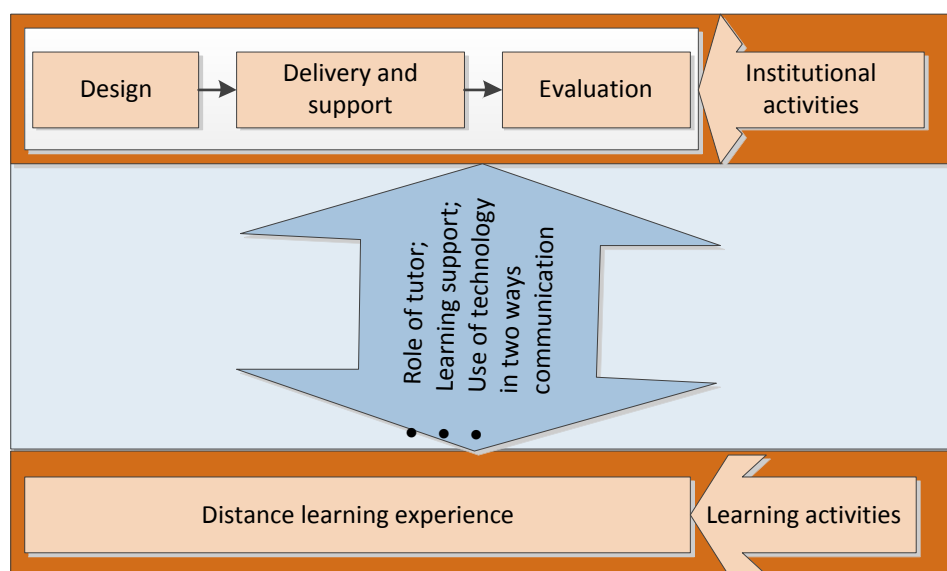 Design
Delivery and
support
Evaluation
Institutional
activities
• Role of tutor;
• Learning support;
• Use of technology
in two ways
communication
Distance learning experience
Learning activities